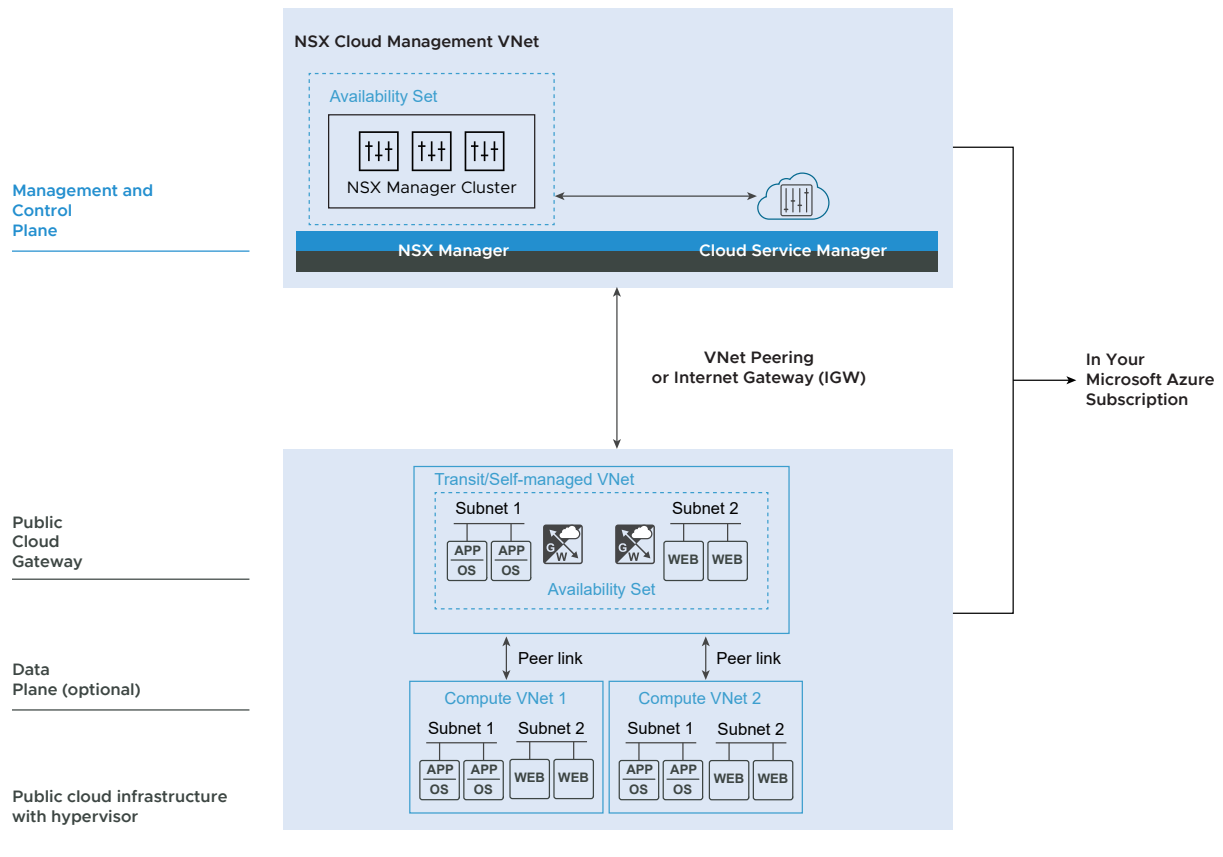 NSX Cloud Management VNet
Availability Set
NSX Manager Cluster
Management and
Control
Plane
NSX Manager
Cloud Service Manager
VNet Peering
or Internet Gateway (IGW)
In Your
Microsoft Azure
Subscription
Public
Cloud
Gateway
Transit/Self-managed VNet
Subnet 1
Subnet 2
APP
OS
APP
OS
G
W
G
W
WEB
WEB
Availability Set
Peer link
Peer link
Data
Plane (optional)
Compute VNet 1
Subnet 1
Subnet 2
APP
OS
APP
OS
WEB
WEB
Compute VNet 2
Subnet 1
Subnet 2
APP
OS
APP
OS
WEB
WEB
Public cloud infrastructure
with hypervisor